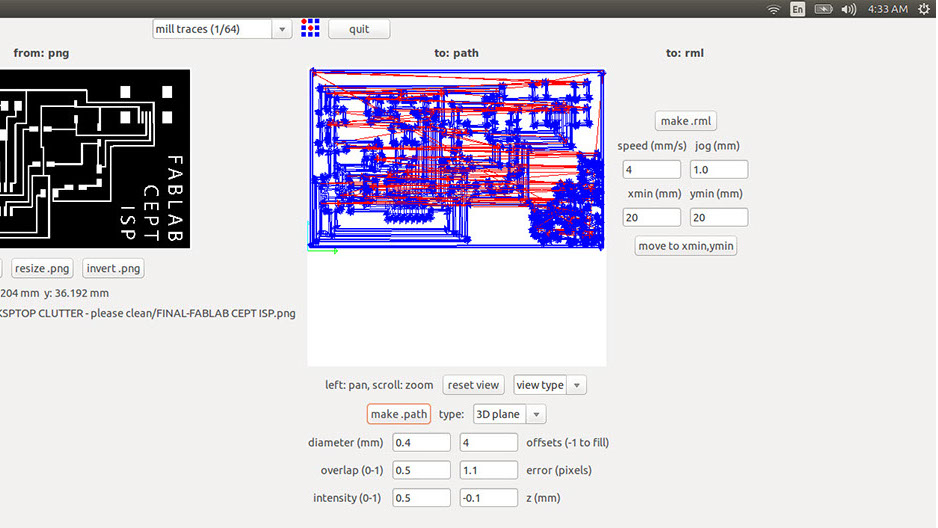 En 4:33 AM
mill traces (1/64) quit
from: png to: path to: rml
FABLAB
CEPT
ISP
make .rml
speed (mm/s) jog (mm)
4 1.0
xmin (mm) ymin (mm)
20 20
move to xmin,ymin
resize .png invert .png
204 mm y: 36.192 mm
KSPTOP CLUTTER - please clean/FINAL-FABLAB CEPT ISP.png
left: pan, scroll: zoom reset view view type
make .path type: 3D plane
diameter (mm) 0.4 4 offsets (-1 to fill)
overlap (0-1) 0.5 1.1 error (pixels)
intensity (0-1) 0.5 -0.1 z (mm)